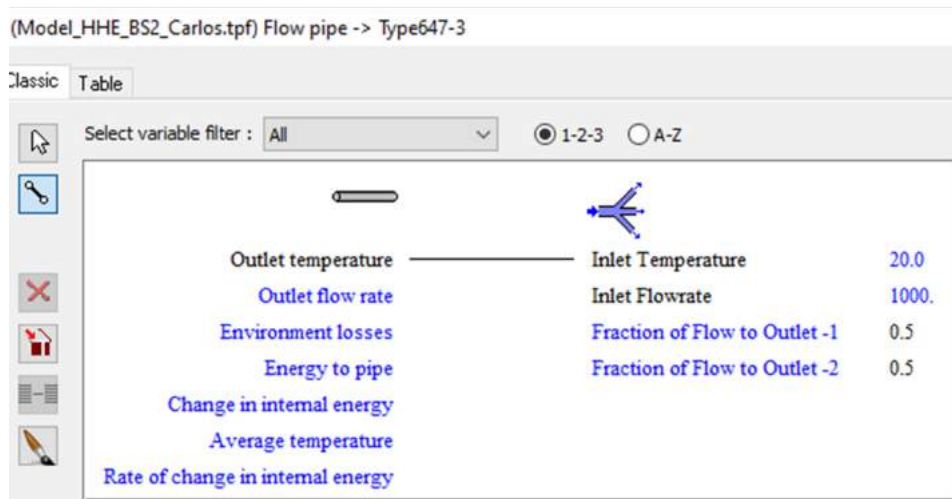 (Model_HHE_BS2_Carlos.tpf) Flow pipe -> Type647-3
Classic Table
Select variable filter : All 1-2-3 A-Z
Outlet temperature Inlet Temperature 20.0
Outlet flow rate Inlet Flowrate 1000.
Environment losses Fraction of Flow to Outlet -1 0.5
Energy to pipe Fraction of Flow to Outlet -2 0.5
Change in internal energy
Average temperature
Rate of change in internal energy